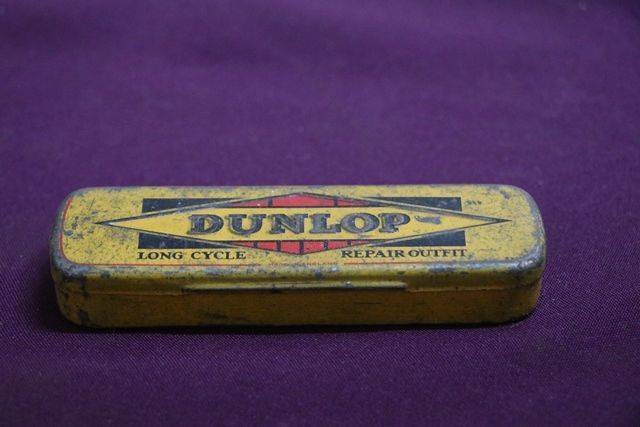 DUNLOP
LONG CYCLE REPAIR OUTFIT